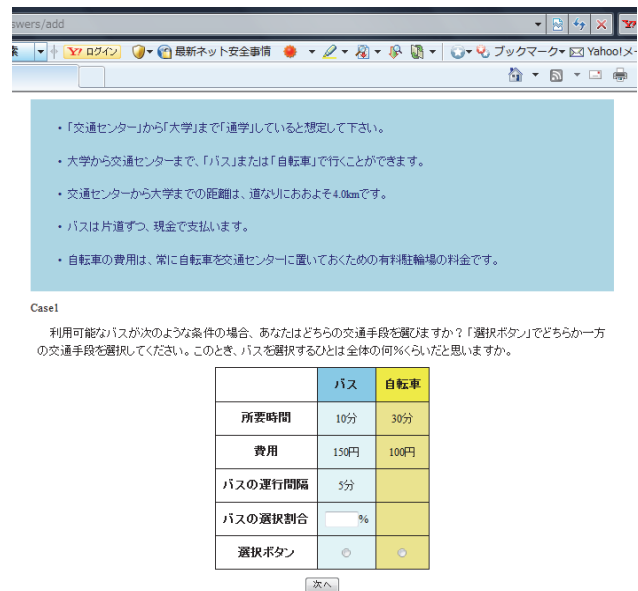 swers/add
索 Y7 ログイン 最新ネット安全事情 ブックマーク Yahoo!メー
・「交通センター」から「大学」まで「通学」していると想定して下さい。
・大学から交通センターまで、「バス」または「自転車」で行くことができます。
・交通センターから大学までの距離は、道なりにおおよそ4.0kmです。
・バスは片道ずつ、現金で支払います。
・自転車の費用は、常に自転車を交通センターに置いておくための有料駐輪場の料金です。
Case1
利用可能なバスが次のような条件の場合、あなたはどちらの交通手段を選びますか？「選択ボタン」でどちらか一方
の交通手段を選択してください。このとき、バスを選択するひとは全体の何%くらいだと思いますか。
バス 自転車
所要時間 10分 30分
費用 150円 100円
バスの運行間隔 5分
バスの選択割合 %
選択ボタン
次へ